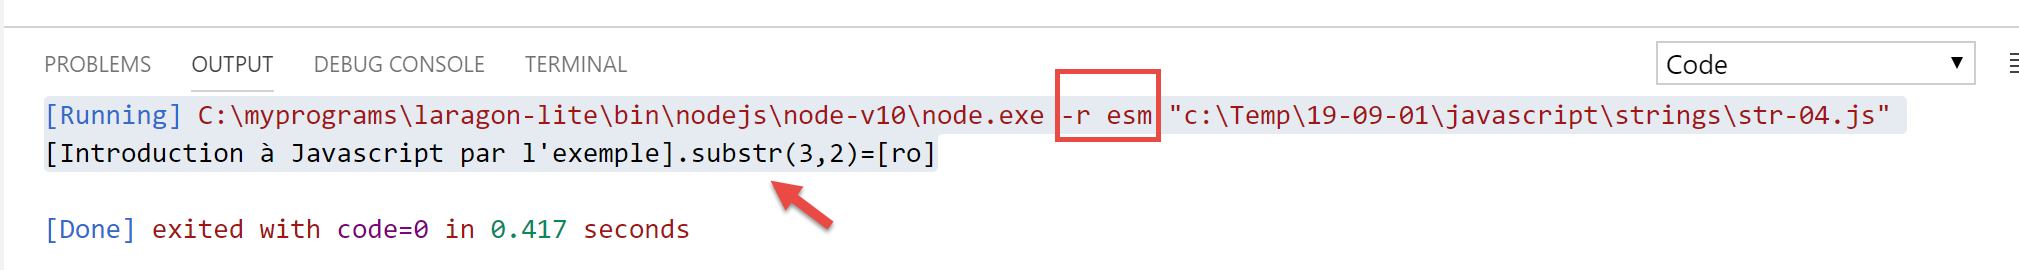 PROBLEMS OUTPUT DEBUG CONSOLE TERMINAL Code
[Running] C:\myprograms\laragon-lite\bin\nodejs\node-v10\node.exe -r esm "c:\Temp\19-09-01\javascript\strings\str-04.js"
[Introduction à Javascript par l'exemple].substr(3,2)=[ro]
[Done] exited with code=0 in 0.417 seconds